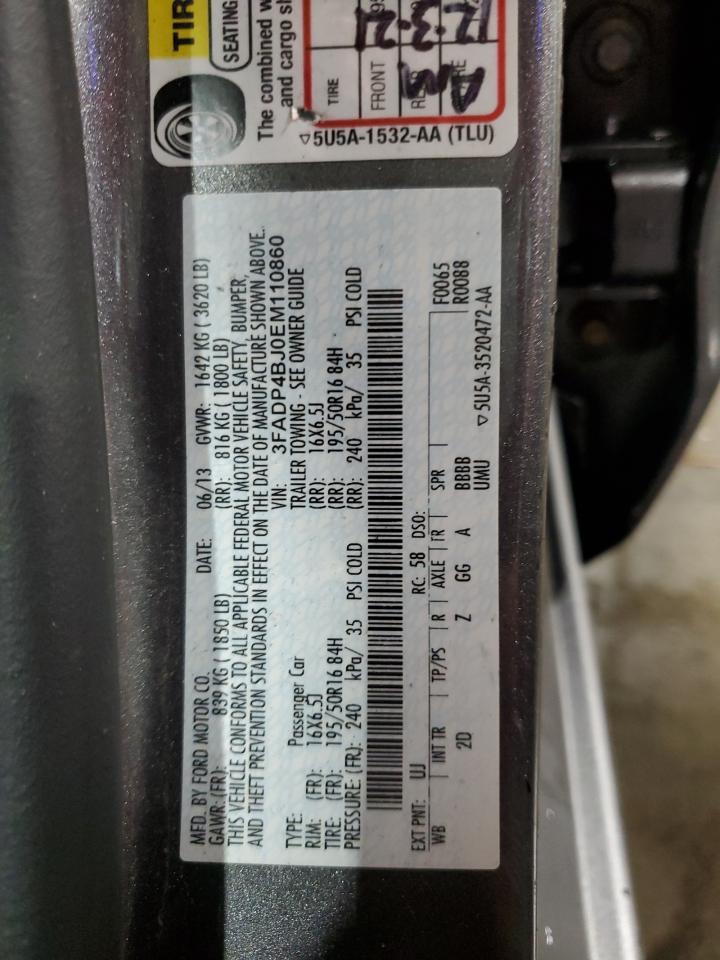 TIR
SEATING
The combined w
and cargo sh
TIRE
FRONT
5U5A-1532-AA (TLU)
MFD. BY FORD MOTOR CO. DATE: 06/13 GVWR: 1642 KG ( 3620 LB)
GAWR: (FR): 839 KG ( 1850 LB) (RR): 816 KG ( 1800 LB)
THIS VEHICLE CONFORMS TO ALL APPLICABLE FEDERAL MOTOR VEHICLE SAFETY, BUMPER,
AND THEFT PREVENTION STANDARDS IN EFFECT ON THE DATE OF MANUFACTURE SHOWN ABOVE.
VIN: 3FADP4BJ0EM110860
TYPE: Passenger Car TRAILER TOWING - SEE OWNER GUIDE
RIM: (FR): 16X6.5J (RR): 16X6.5J
TIRE: (FR): 195/50R16 84H (RR): 195/50R16 84H
PRESSURE: (FR): 240 kPa/ 35 PSI COLD (RR): 240 kPa/ 35 PSI COLD
EXT PNT: UJ RC: 58 DSO: F0065
R0088
WB INT TR TP/PS R AXLE TR SPR
2D Z GG A BBBB
UMU
5U5A-3520472-AA